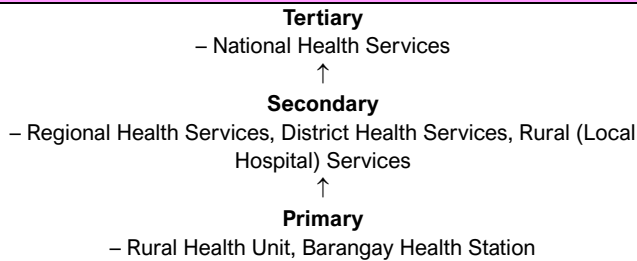 Tertiary
– National Health Services
↑
Secondary
– Regional Health Services, District Health Services, Rural (Local
Hospital) Services
↑
Primary
– Rural Health Unit, Barangay Health Station